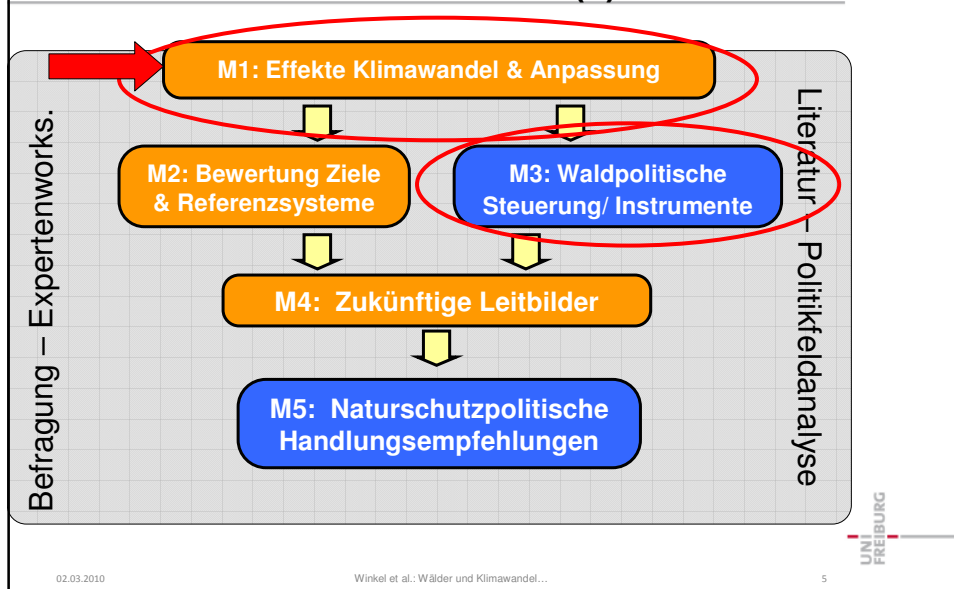 M1: Effekte Klimawandel & Anpassung
M2: Bewertung Ziele
& Referenzsysteme
M3: Waldpolitische
Steuerung/ Instrumente
M4: Zukünftige Leitbilder
M5: Naturschutzpolitische
Handlungsempfehlungen
Befragung – Expertenworks.
Literatur – Politikfeldanalyse
UNI
FREIBURG
02.03.2010
Winkel et al.: Wälder und Klimawandel…
5